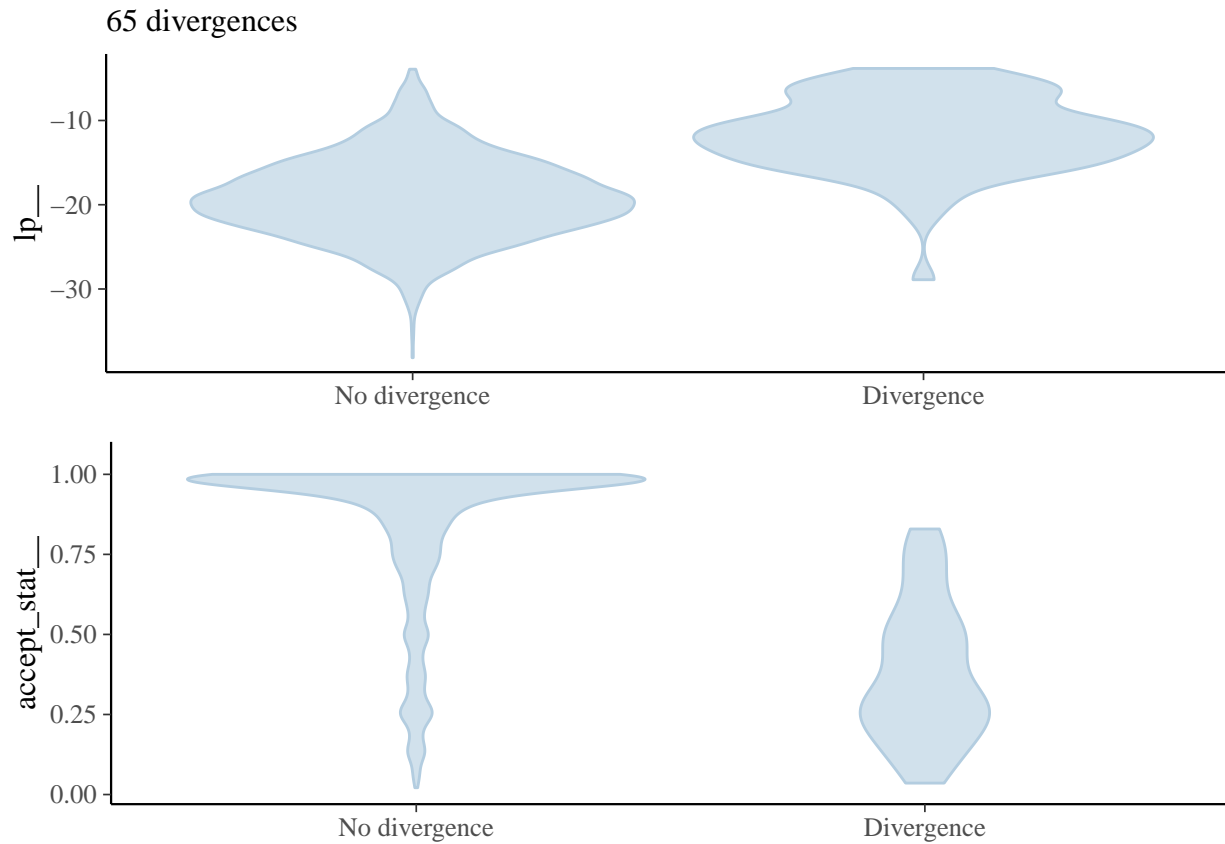 65 divergences
lp__
−10
−20
−30
No divergence Divergence
accept_stat__
1.00
0.75
0.50
0.25
0.00
No divergence Divergence